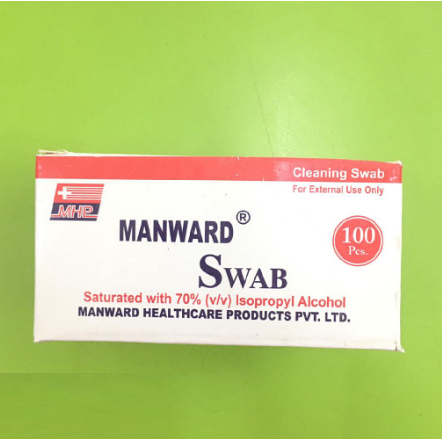 Cleaning Swab
For External Use Only
MHP
MANWARD®
100
Pcs.
SWAB
Saturated with 70% (v/v) Isopropyl Alcohol
MANWARD HEALTHCARE PRODUCTS PVT. LTD.